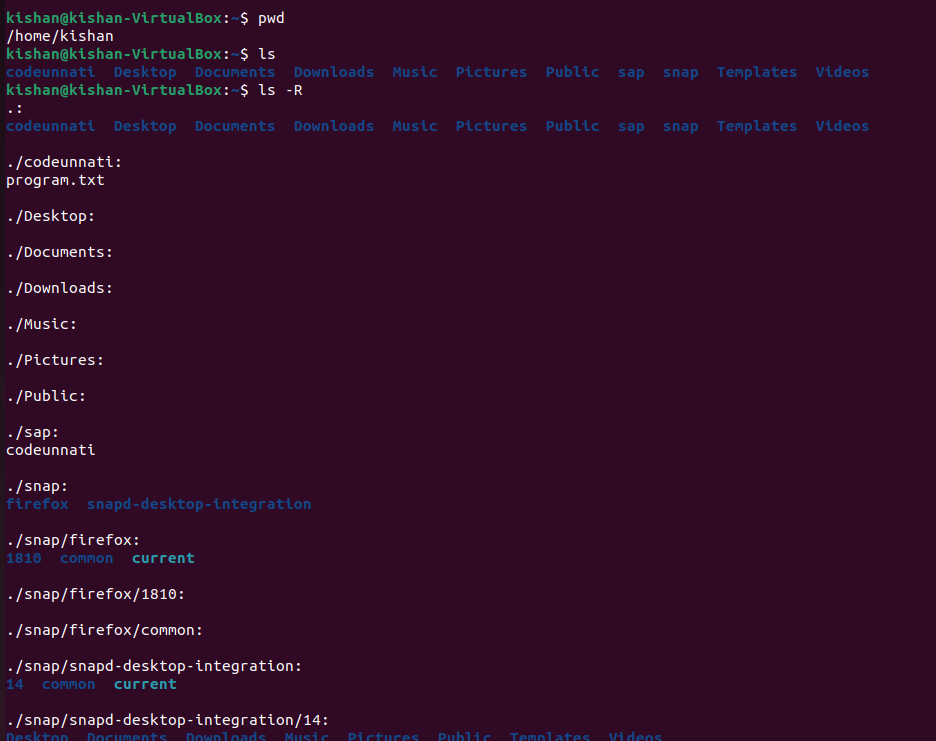 kishan@kishan-VirtualBox:~$ pwd
/home/kishan
kishan@kishan-VirtualBox:~$ ls
codeunnati  Desktop  Documents  Downloads  Music  Pictures  Public  sap  snap  Templates  Videos
kishan@kishan-VirtualBox:~$ ls -R
.:
codeunnati  Desktop  Documents  Downloads  Music  Pictures  Public  sap  snap  Templates  Videos

./codeunnati:
program.txt

./Desktop:

./Documents:

./Downloads:

./Music:

./Pictures:

./Public:

./sap:
codeunnati

./snap:
firefox  snapd-desktop-integration

./snap/firefox:
1810  common  current

./snap/firefox/1810:

./snap/firefox/common:

./snap/snapd-desktop-integration:
14  common  current

./snap/snapd-desktop-integration/14:
Desktop  Documents  Downloads  Music  Pictures  Public  Templates  Videos